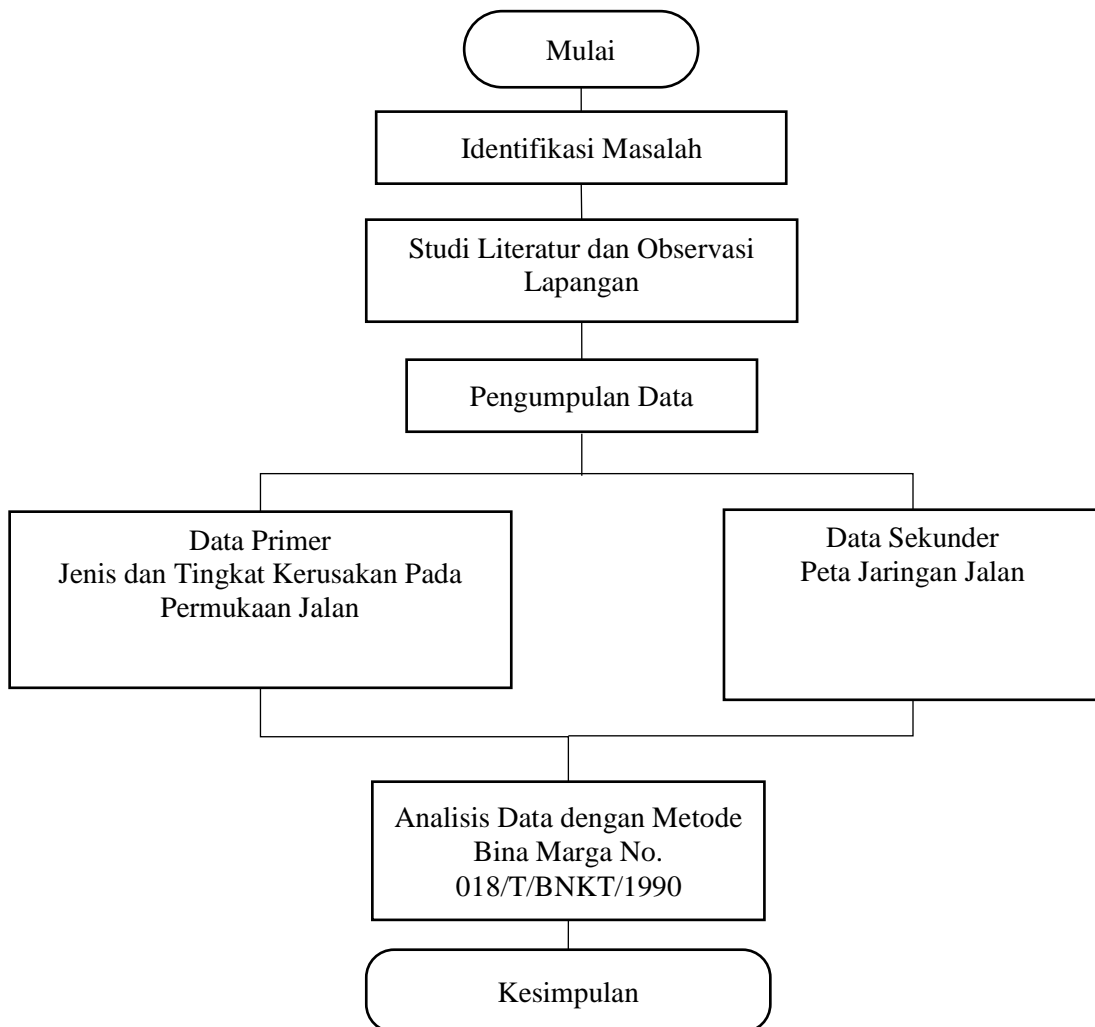 Mulai
Identifikasi Masalah
Studi Literatur dan Observasi
Lapangan
Pengumpulan Data
Data Primer
Jenis dan Tingkat Kerusakan Pada
Permukaan Jalan
Data Sekunder
Peta Jaringan Jalan
Analisis Data dengan Metode
Bina Marga No.
018/T/BNKT/1990
Kesimpulan